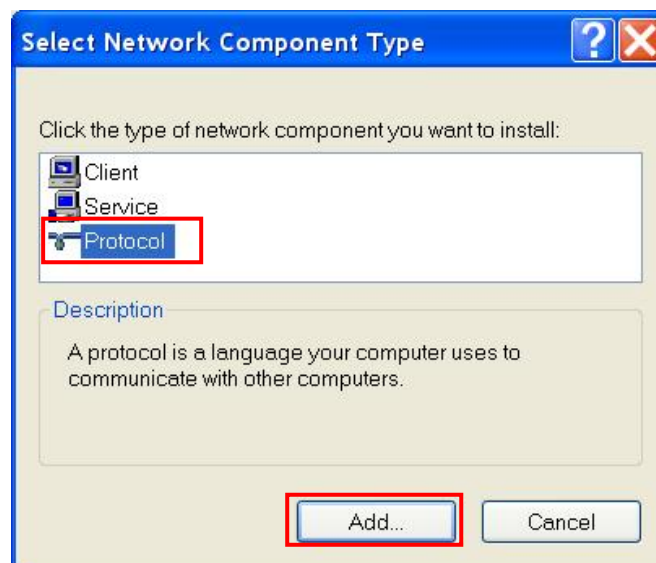 Select Network Component Type
?
Click the type of network component you want to install:
Client
Service
Protocol
Description
A protocol is a language your computer uses to
communicate with other computers.
Add...
Cancel